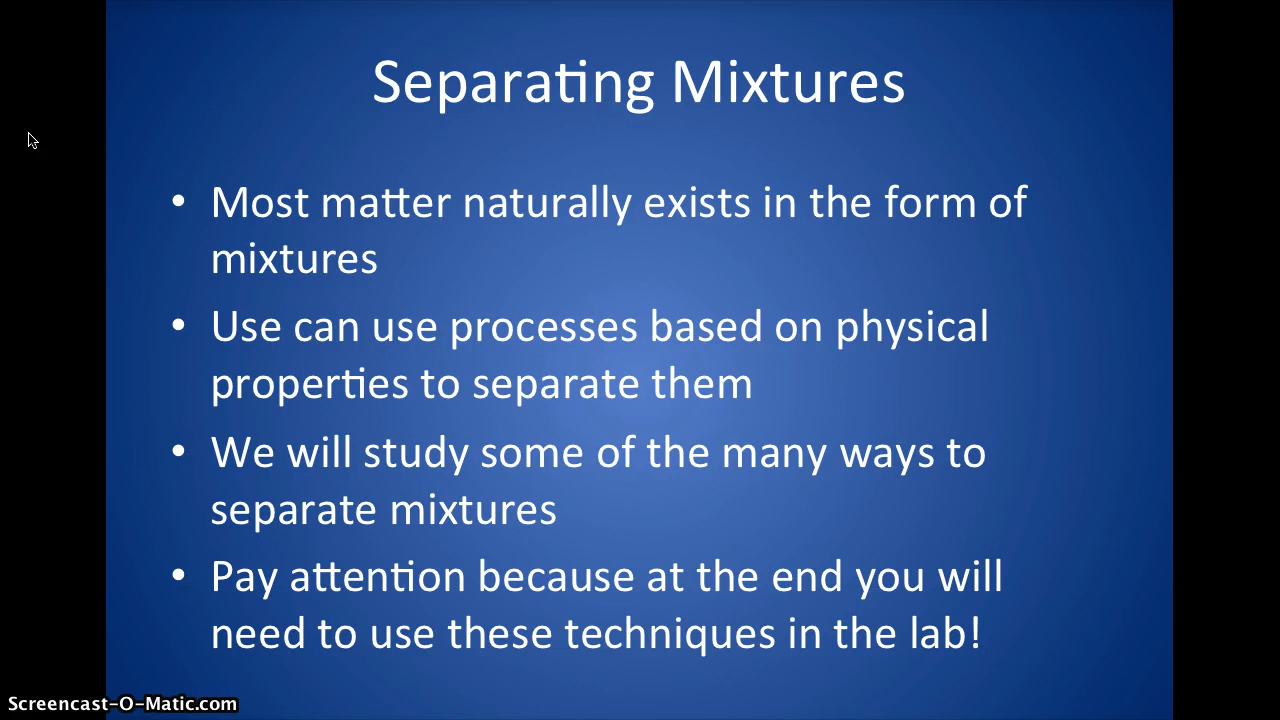 Separating Mixtures
• Most matter naturally exists in the form of
mixtures
• Use can use processes based on physical
properties to separate them
• We will study some of the many ways to
separate mixtures
• Pay attention because at the end you will
need to use these techniques in the lab!
Screencast-O-Matic.com